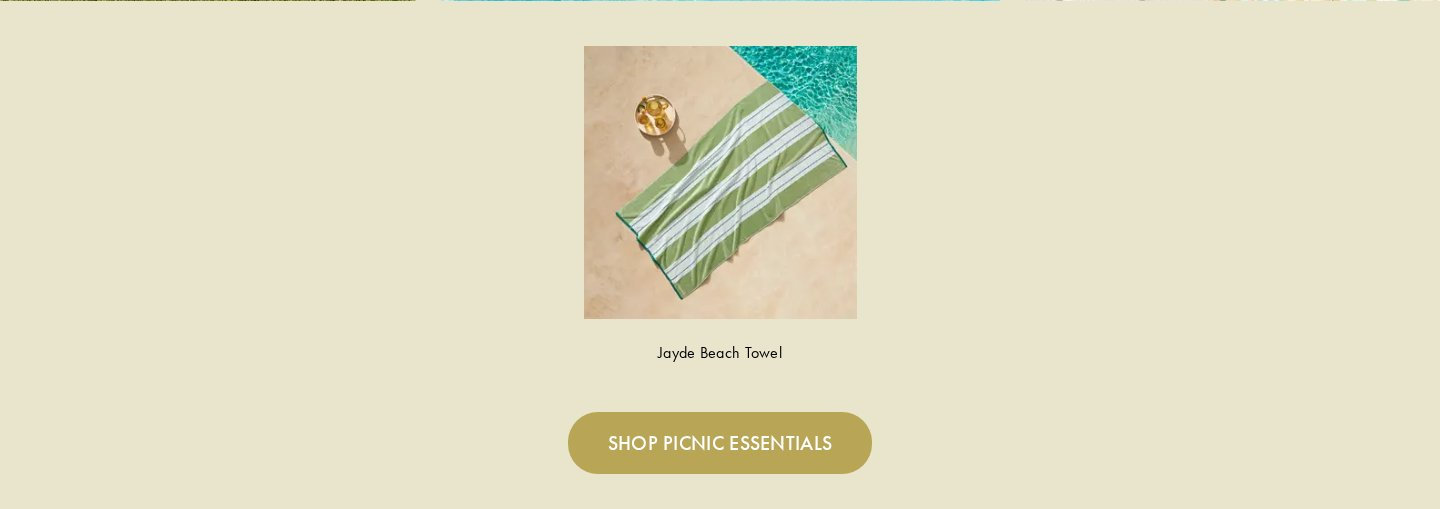 Jayde Beach Towel
SHOP PICNIC ESSENTIALS